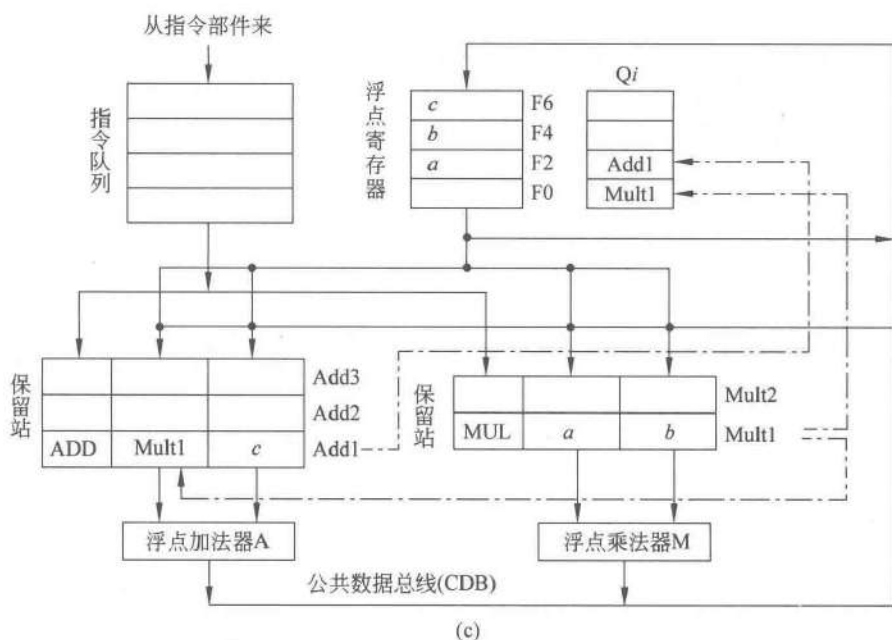 从指令部件来
指令队列
浮点寄存器
Qi
c F6
b F4
a F2 Add1
F0 Mult1
保留站
Add3
Add2
ADD Mult1 c Add1
保留站
Mult2
MUL a b Mult1
浮点加法器A
浮点乘法器M
公共数据总线(CDB)
(c)